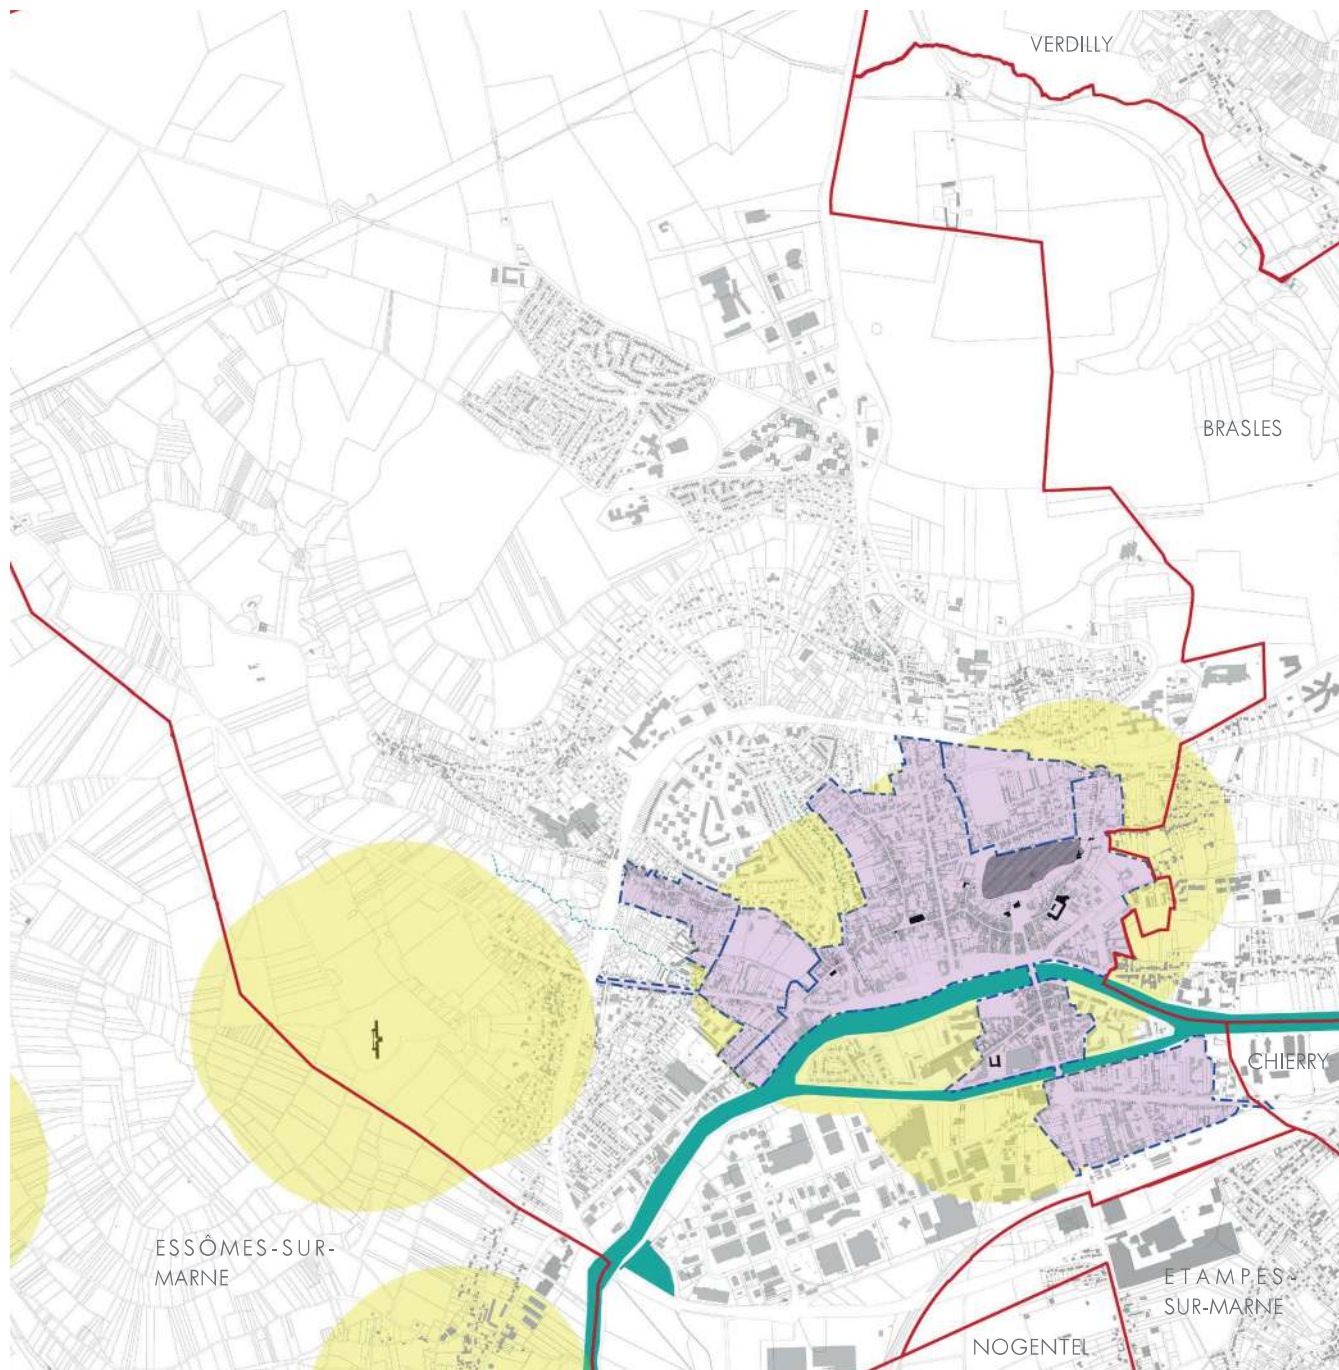 VERDILLY
BRASLES
CHIERRY
ESSÔMES-SUR-
MARNE
ETAMPES-
SUR-MARNE
NOGENTEL